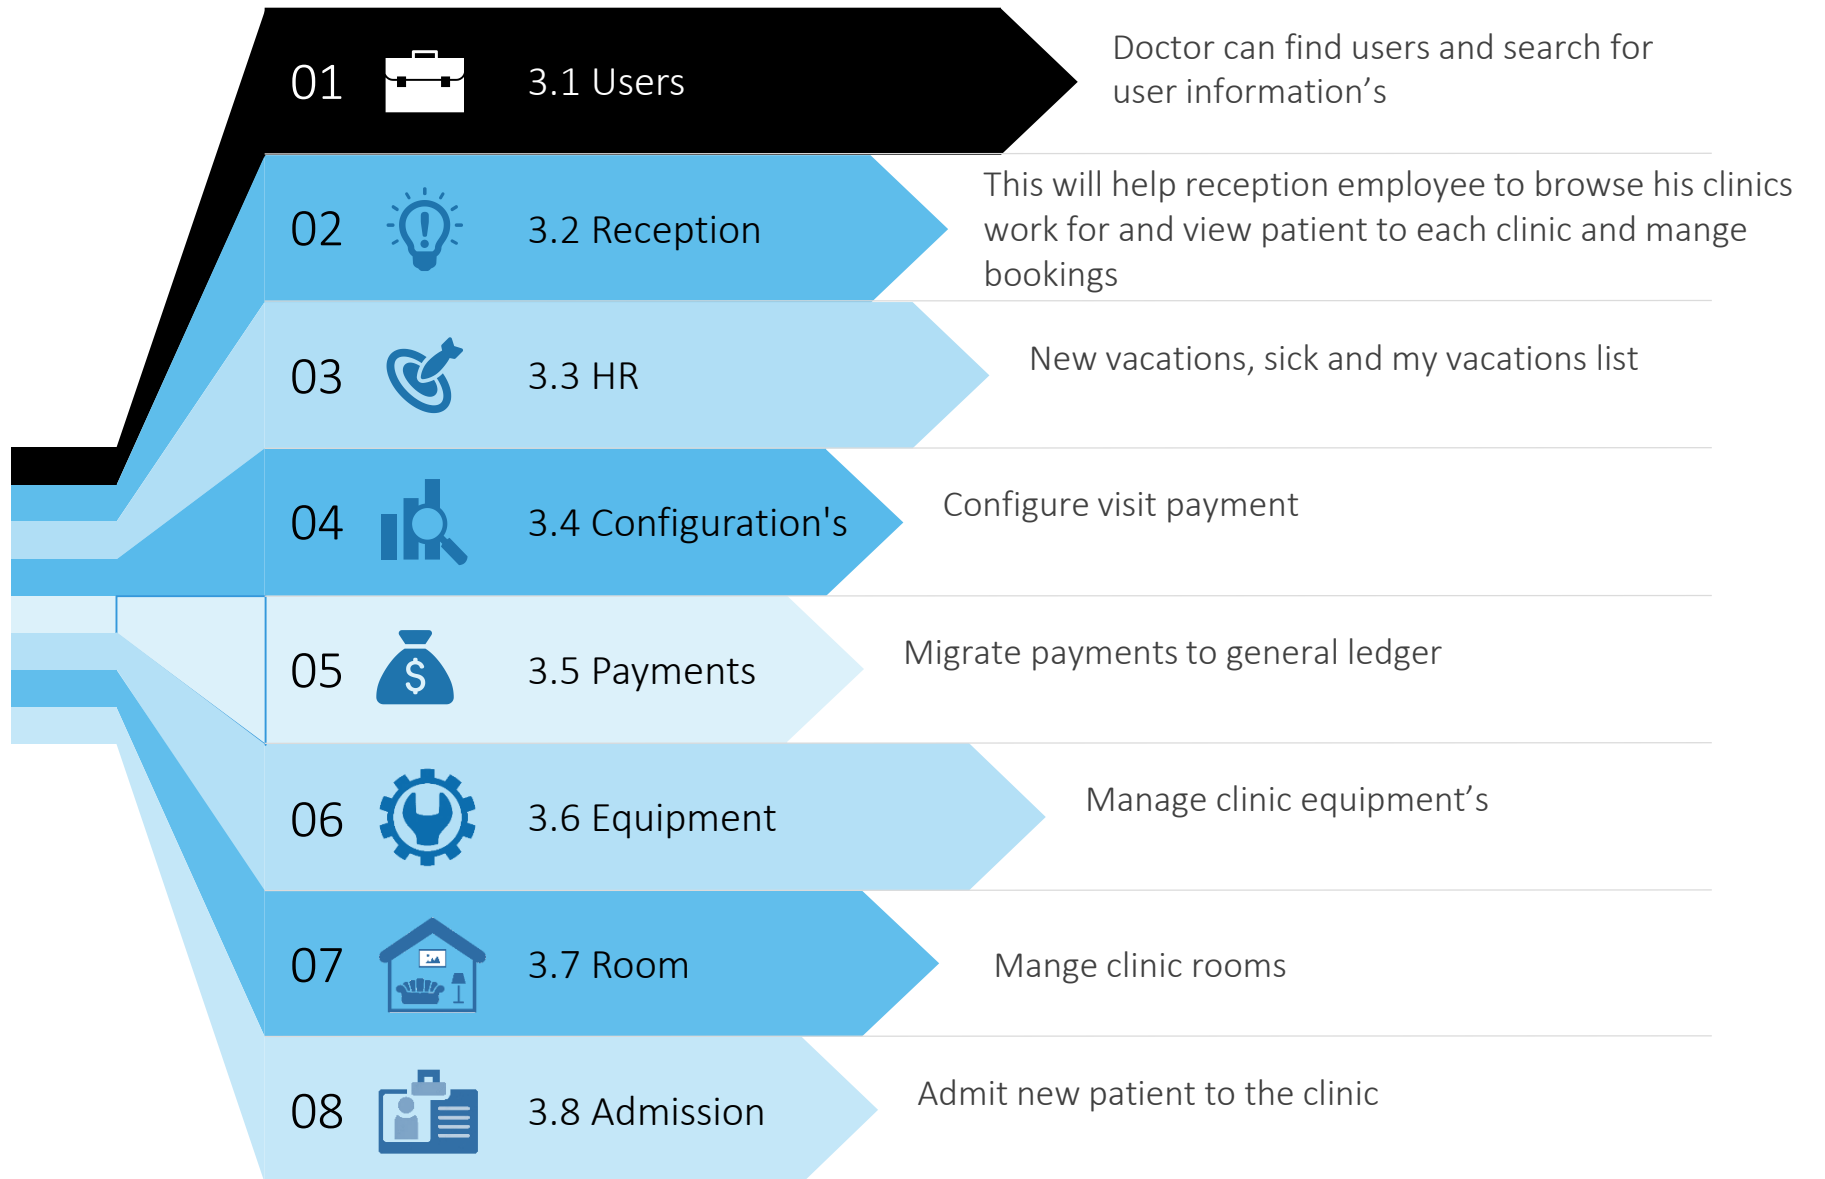 01
3.1 Users
Doctor can find users and search for
user information’s
02
3.2 Reception
This will help reception employee to browse his clinics
work for and view patient to each clinic and mange
bookings
03
3.3 HR
New vacations, sick and my vacations list
04
3.4 Configuration's
Configure visit payment
05
$
3.5 Payments
Migrate payments to general ledger
06
3.6 Equipment
Manage clinic equipment’s
07
3.7 Room
Mange clinic rooms
08
3.8 Admission
Admit new patient to the clinic